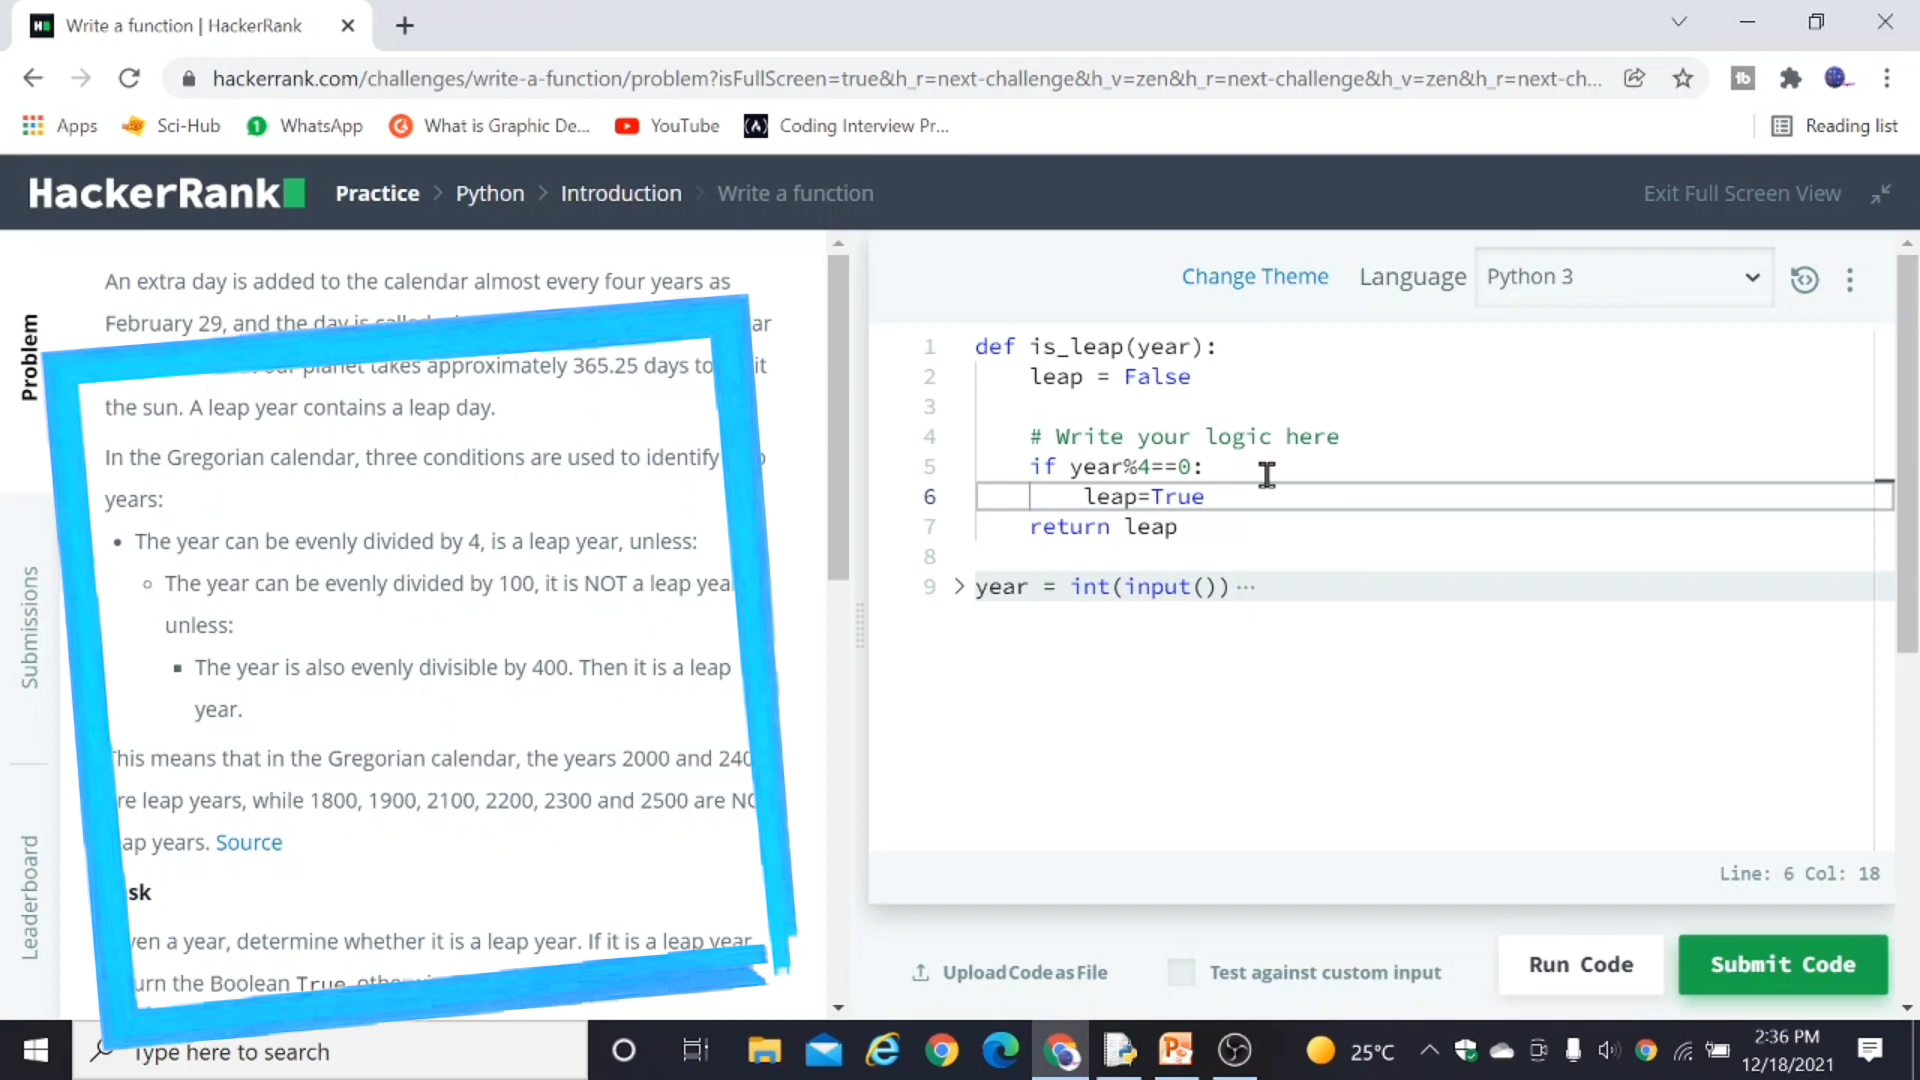 Write a function | HackerRank
hackerrank.com/challenges/write-a-function/problem?isFullScreen=true&h_r=next-challenge&h_v=zen&h_r=next-challenge&h_v=zen&h_r=next-ch...
Apps Sci-Hub WhatsApp What is Graphic De... YouTube Coding Interview Pr... Reading list
HackerRank Practice > Python > Introduction > Write a function Exit Full Screen View
Problem
Submissions
Leaderboard
An extra day is added to the calendar almost every four years as
February 29, and the day is
approximately 365.25 days to it
the sun. A leap year contains a leap day.
In the Gregorian calendar, three conditions are used to identify
years:
• The year can be evenly divided by 4, is a leap year, unless:
◦ The year can be evenly divided by 100, it is NOT a leap
unless:
▪ The year is also evenly divisible by 400. Then it is a leap
year.
This means that in the Gregorian calendar, the years 2000 and
leap years, while 1800, 1900, 2100, 2200, 2300 and 2500 are
years. Source
a year, determine whether it is a leap year. If it is a leap year,
the Boolean True,
Change Theme Language Python 3
1 def is_leap(year):
2 leap = False
3
4 # Write your logic here
5 if year%4==0:
6 leap=True
7 return leap
8
9 > year = int(input()) ...
Line: 6 Col: 18
Upload Code as File Test against custom input Run Code Submit Code
Type here to search
25°C
2:36 PM
12/18/2021